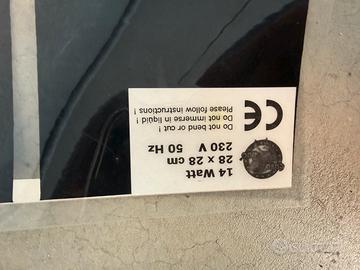 14 Watt
28 x 28 cm
230 V 50 Hz
Do not bend or cut !
Do not immerse in liquid !
Please follow instructions !
CE
subito